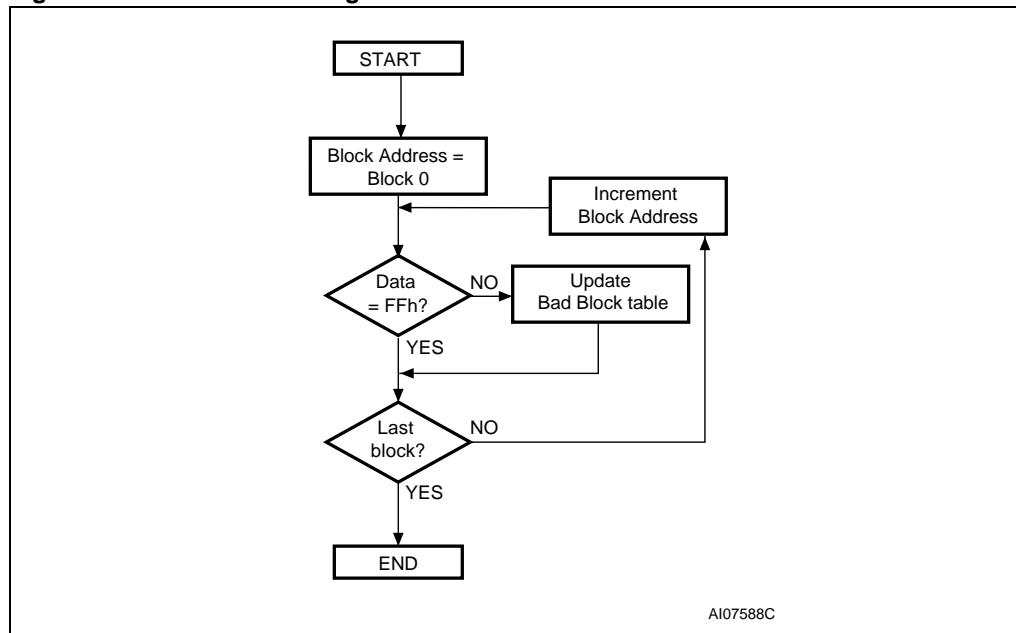 START
Block Address =
Block 0
Increment
Block Address
Data
= FFh?
NO
Update
Bad Block table
YES
Last
block?
NO
YES
END
AI07588C